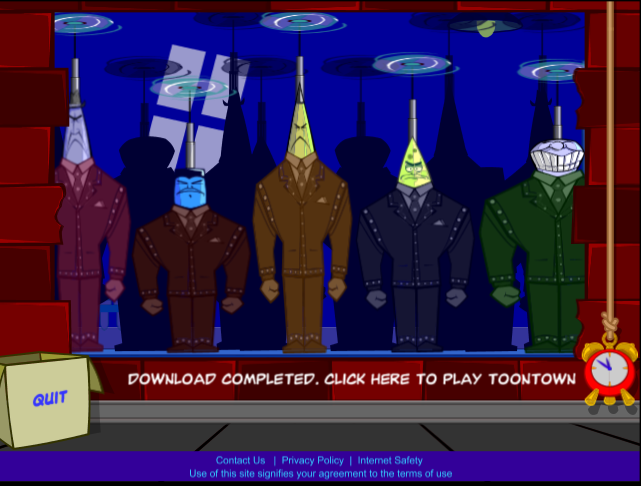 DOWNLOAD COMPLETED. CLICK HERE TO PLAY TOONTOWN
QUIT
Contact Us | Privacy Policy | Internet Safety
Use of this site signifies your agreement to the terms of use